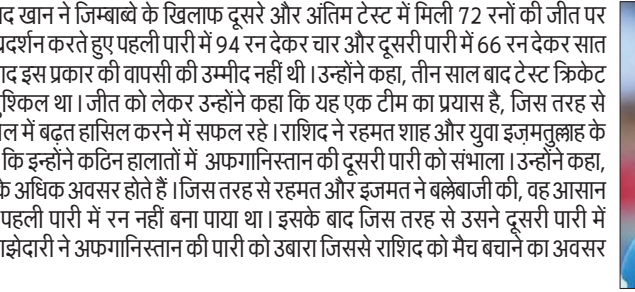 खान ने जिम्बाब्वे के खिलाफ दूसरे और अंतिम टेस्ट में मिली 72 रनों की जीत पर
करते हुए पहली पारी में 94 रन देकर चार और दूसरी पारी में 66 रन देकर सात
इस प्रकार की वापसी की उम्मीद नहीं थी । उन्होंने कहा, तीन साल बाद टेस्ट क्रिकेट
था । जीत को लेकर उन्होंने कहा कि यह एक टीम का प्रयास है, जिस तरह से
में बढ़त हासिल करने में सफल रहे । राशिद ने रहमत शाह और युवा इज़मतुल्लाह के
कि इन्होंने कठिन हालातों में अफगानिस्तान की दूसरी पारी को संभाला । उन्होंने कहा,
के अधिक अवसर होते हैं । जिस तरह से रहमत और इजमत ने बल्लेबाजी की, वह आसान
पहली पारी में रन नहीं बना पाया था । इसके बाद जिस तरह से उसने दूसरी पारी में
ने अफगानिस्तान की पारी को उबारा जिससे राशिद को मैच बचाने का अवसर